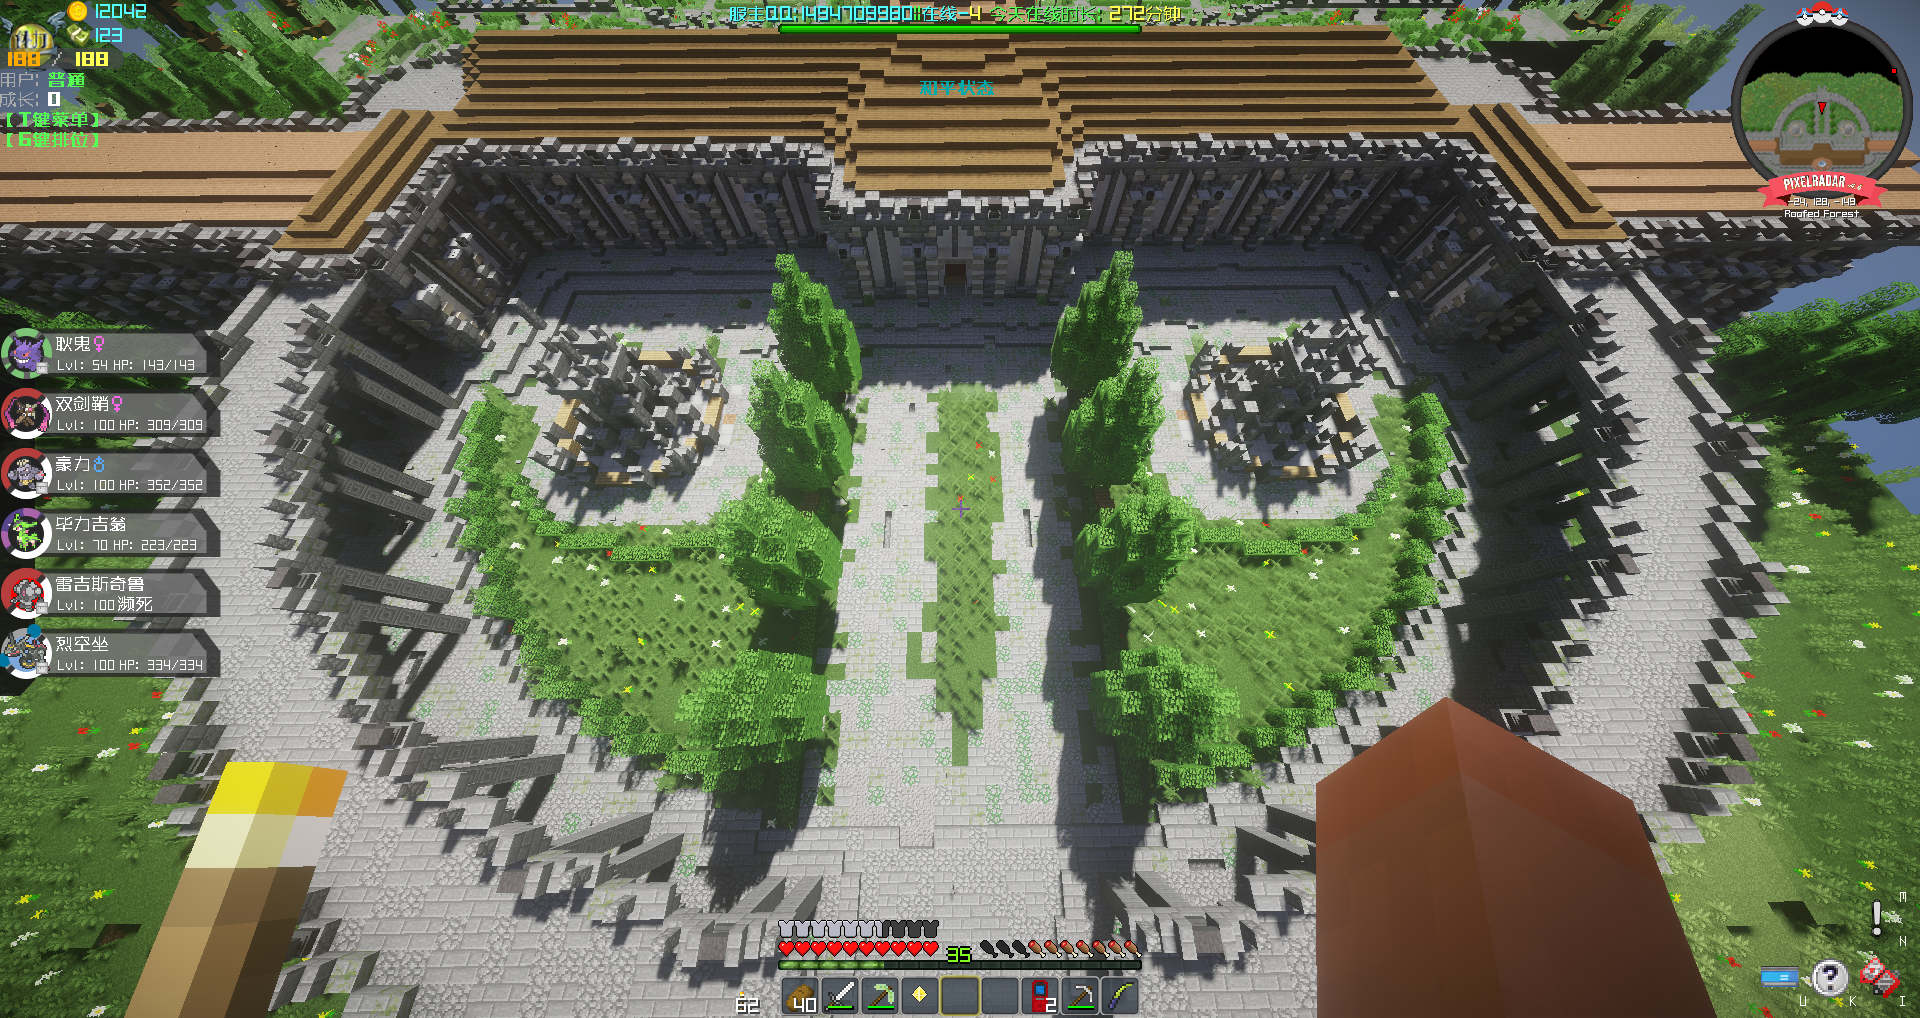 12042
123
188 / 188
用户: 普通
成长: 0
【 T键菜单】
【 G键排位】
服主QQ:1494709980!!!在线-4 今天在线时长: 272分钟
和平状态
PIXELRADAR
-24, 128, -149
Roofed Forest
耿鬼♀
Lvl: 54 HP: 143/143
双剑鞘♀
Lvl: 100 HP: 309/309
豪力♂
Lvl: 100 HP: 352/352
毕力吉翁
Lvl: 70 HP: 223/223
雷吉斯奇鲁
Lvl: 100 濒死
烈空坐
Lvl: 100 HP: 334/334
35
62
40
2
M
N
U
K
I